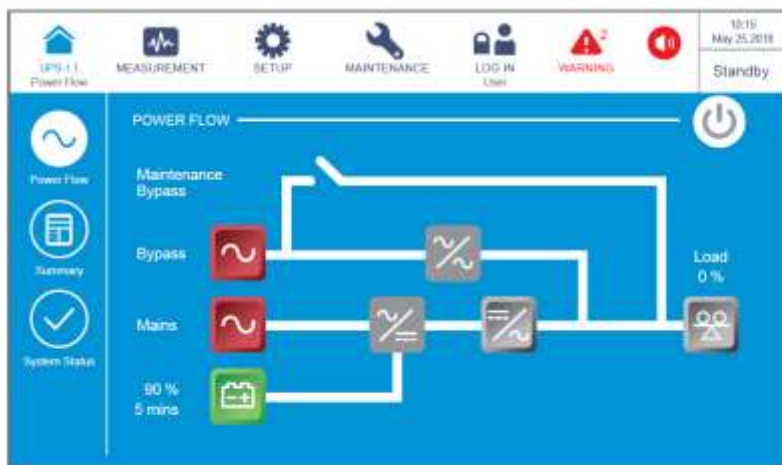 10:15
May 25,2018
Standby
UPS-1.1
Power Flow
MEASUREMENT
SETUP
MAINTENANCE
LOG IN
User
2
WARNING
POWER FLOW
Power Flow
Maintenance
Bypass
Summary
Bypass
Load
0 %
System Status
Mains
90 %
5 mins